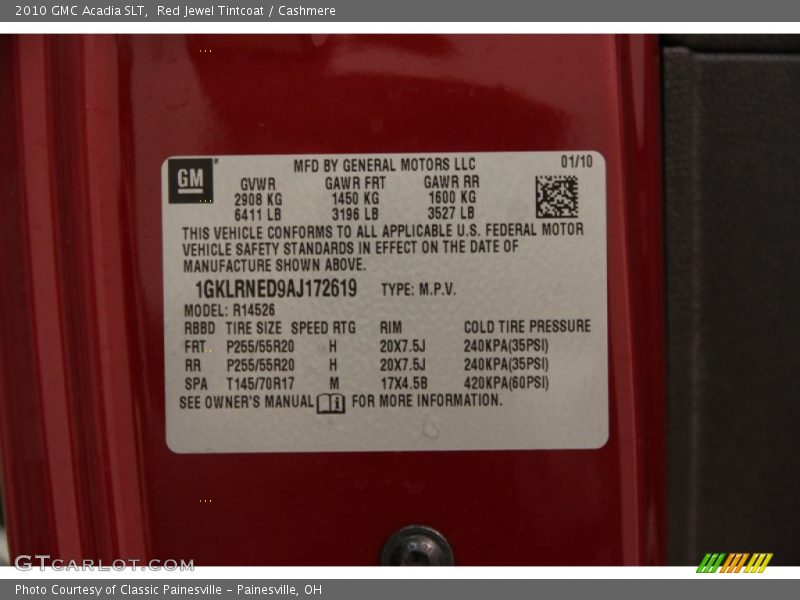 2010 GMC Acadia SLT, Red Jewel Tintcoat / Cashmere
GM
MFD BY GENERAL MOTORS LLC 01/10
GVWR GAWR FRT GAWR RR
2908 KG 1450 KG 1600 KG
6411 LB 3196 LB 3527 LB
THIS VEHICLE CONFORMS TO ALL APPLICABLE U.S. FEDERAL MOTOR
VEHICLE SAFETY STANDARDS IN EFFECT ON THE DATE OF
MANUFACTURE SHOWN ABOVE.
1GKLRNED9AJ172619 TYPE: M.P.V.
MODEL: R14526
RBBD TIRE SIZE SPEED RTG RIM COLD TIRE PRESSURE
FRT P255/55R20 H 20X7.5J 240KPA(35PSI)
RR P255/55R20 H 20X7.5J 240KPA(35PSI)
SPA T145/70R17 M 17X4.5B 420KPA(60PSI)
SEE OWNER'S MANUAL i FOR MORE INFORMATION.
GTCARLOT.COM
Photo Courtesy of Classic Painesville - Painesville, OH